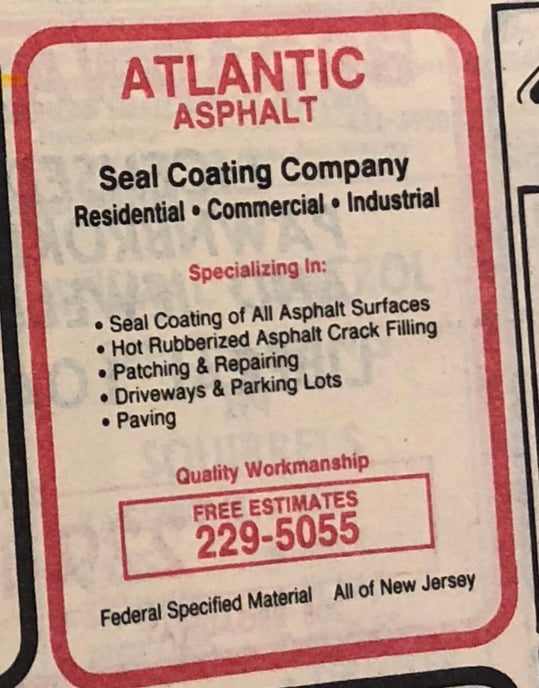 ATLANTIC
ASPHALT
Seal Coating Company
Residential • Commercial • Industrial
Specializing In:
• Seal Coating of All Asphalt Surfaces
• Hot Rubberized Asphalt Crack Filling
• Patching & Repairing
• Driveways & Parking Lots
• Paving
Quality Workmanship
FREE ESTIMATES
229-5055
Federal Specified Material All of New Jersey